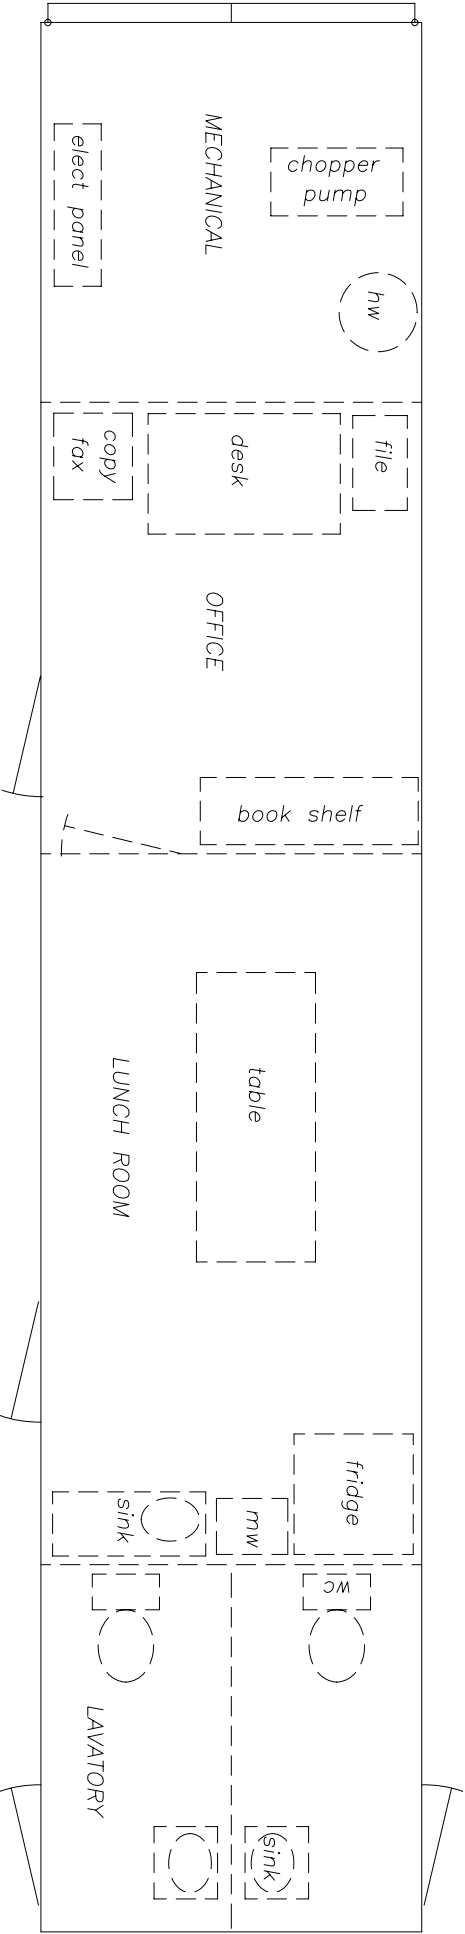 MECHANICAL
chopper
pump
elect panel
hw
copy
fax
desk
file
OFFICE
book shelf
table
LUNCH ROOM
fridge
mw
sink
wc
LAVATORY
sink